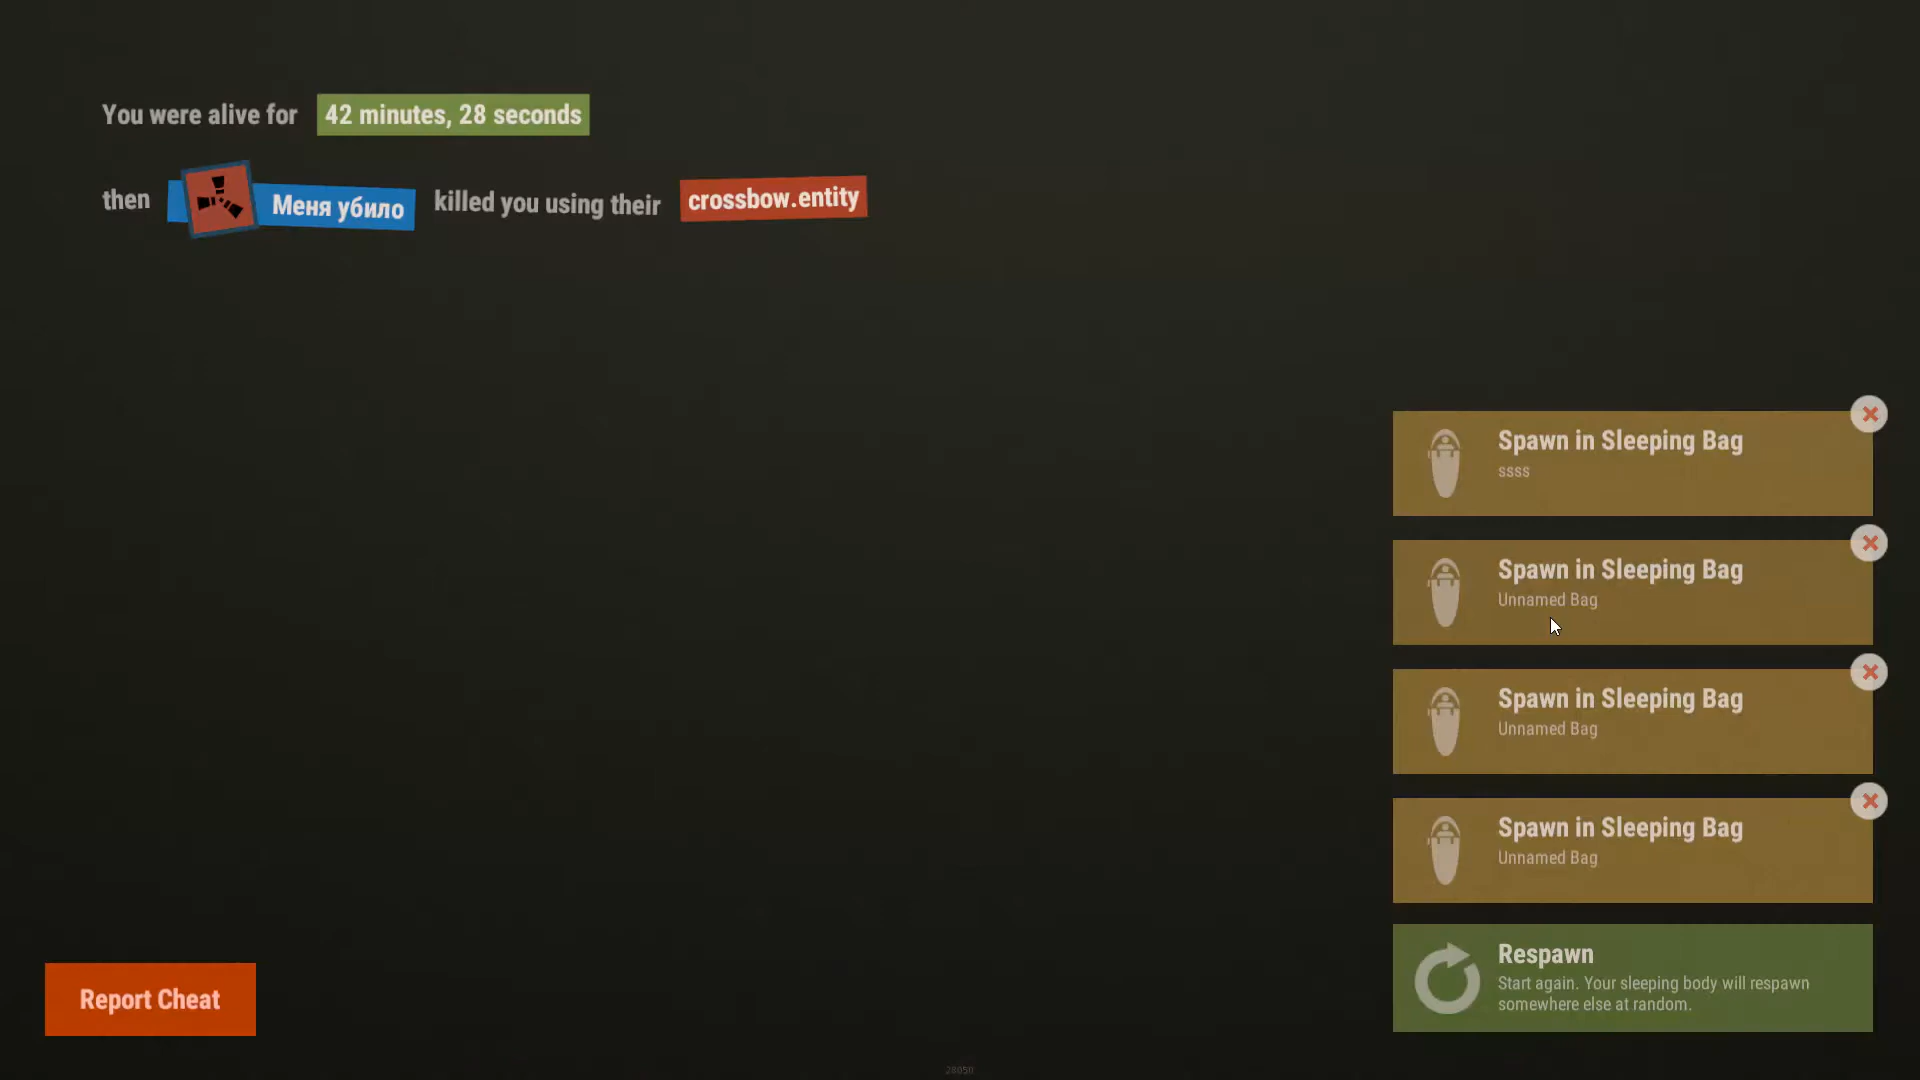 You were alive for 42 minutes, 28 seconds
then Меня убило killed you using their crossbow.entity
Spawn in Sleeping Bag
ssss
Spawn in Sleeping Bag
Unnamed Bag
Spawn in Sleeping Bag
Unnamed Bag
Spawn in Sleeping Bag
Unnamed Bag
Respawn
Start again. Your sleeping body will respawn
somewhere else at random.
Report Cheat
28050